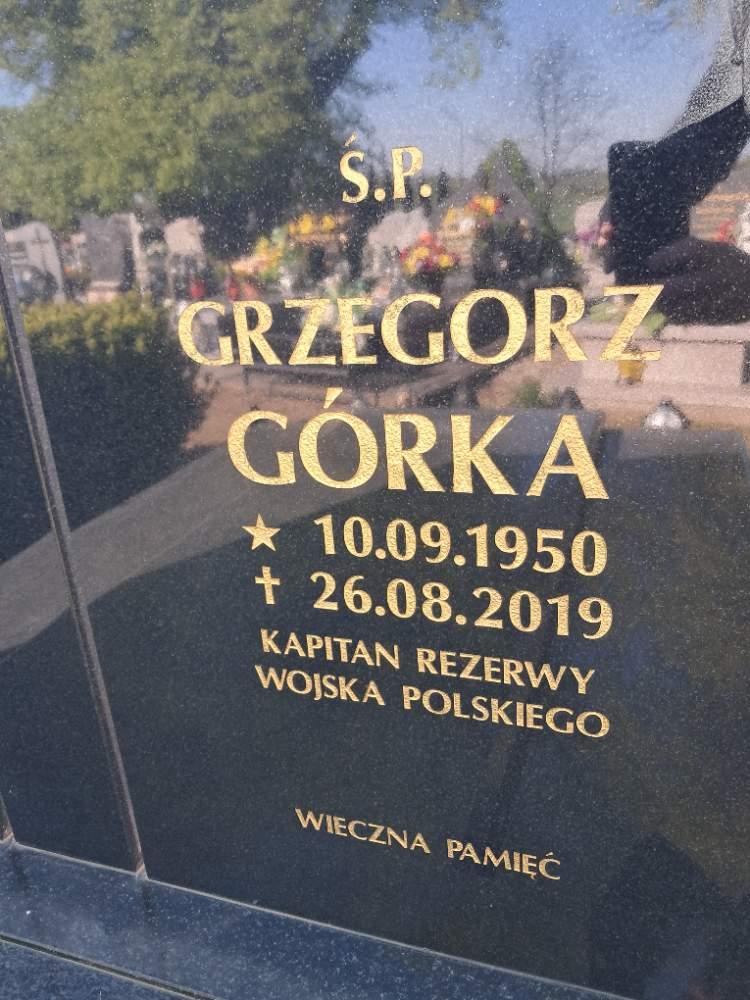 Ś.P.
GRZEGORZ
GÓRKA
★ 10.09.1950
✝ 26.08.2019
KAPITAN REZERWY
WOJSKA POLSKIEGO
WIECZNA PAMIĘĆ